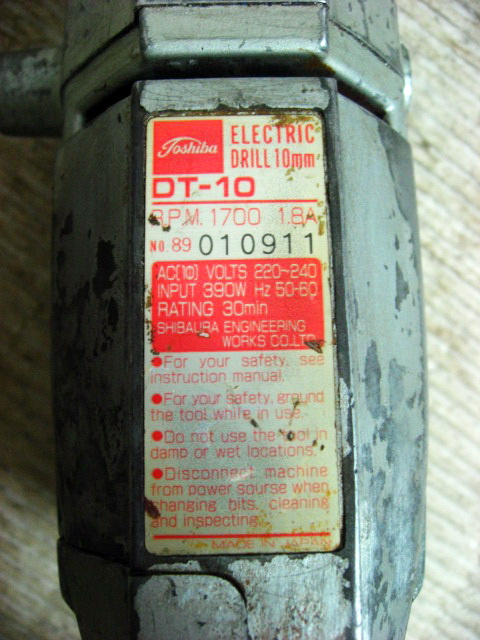 Toshiba
ELECTRIC
DRILL 10mm
DT-10
R.P.M. 1700 1.8A
NO. 89 010911
AC(10) VOLTS 220~240
INPUT 390W Hz 50-60
RATING 30min
SHIBAURA ENGINEERING
WORKS CO.LTD.
●For your safety, see
instruction manual.
●For your safety, ground
the tool while in use.
●Do not use the tool in
damp or wet locations.
●Disconnect machine
from power sourse when
changing bits, cleaning
and inspecting.
MADE IN JAPAN